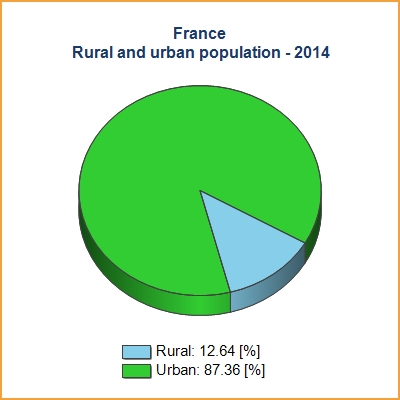 France
Rural and urban population - 2014
Rural: 12.64 [%]
Urban: 87.36 [%]